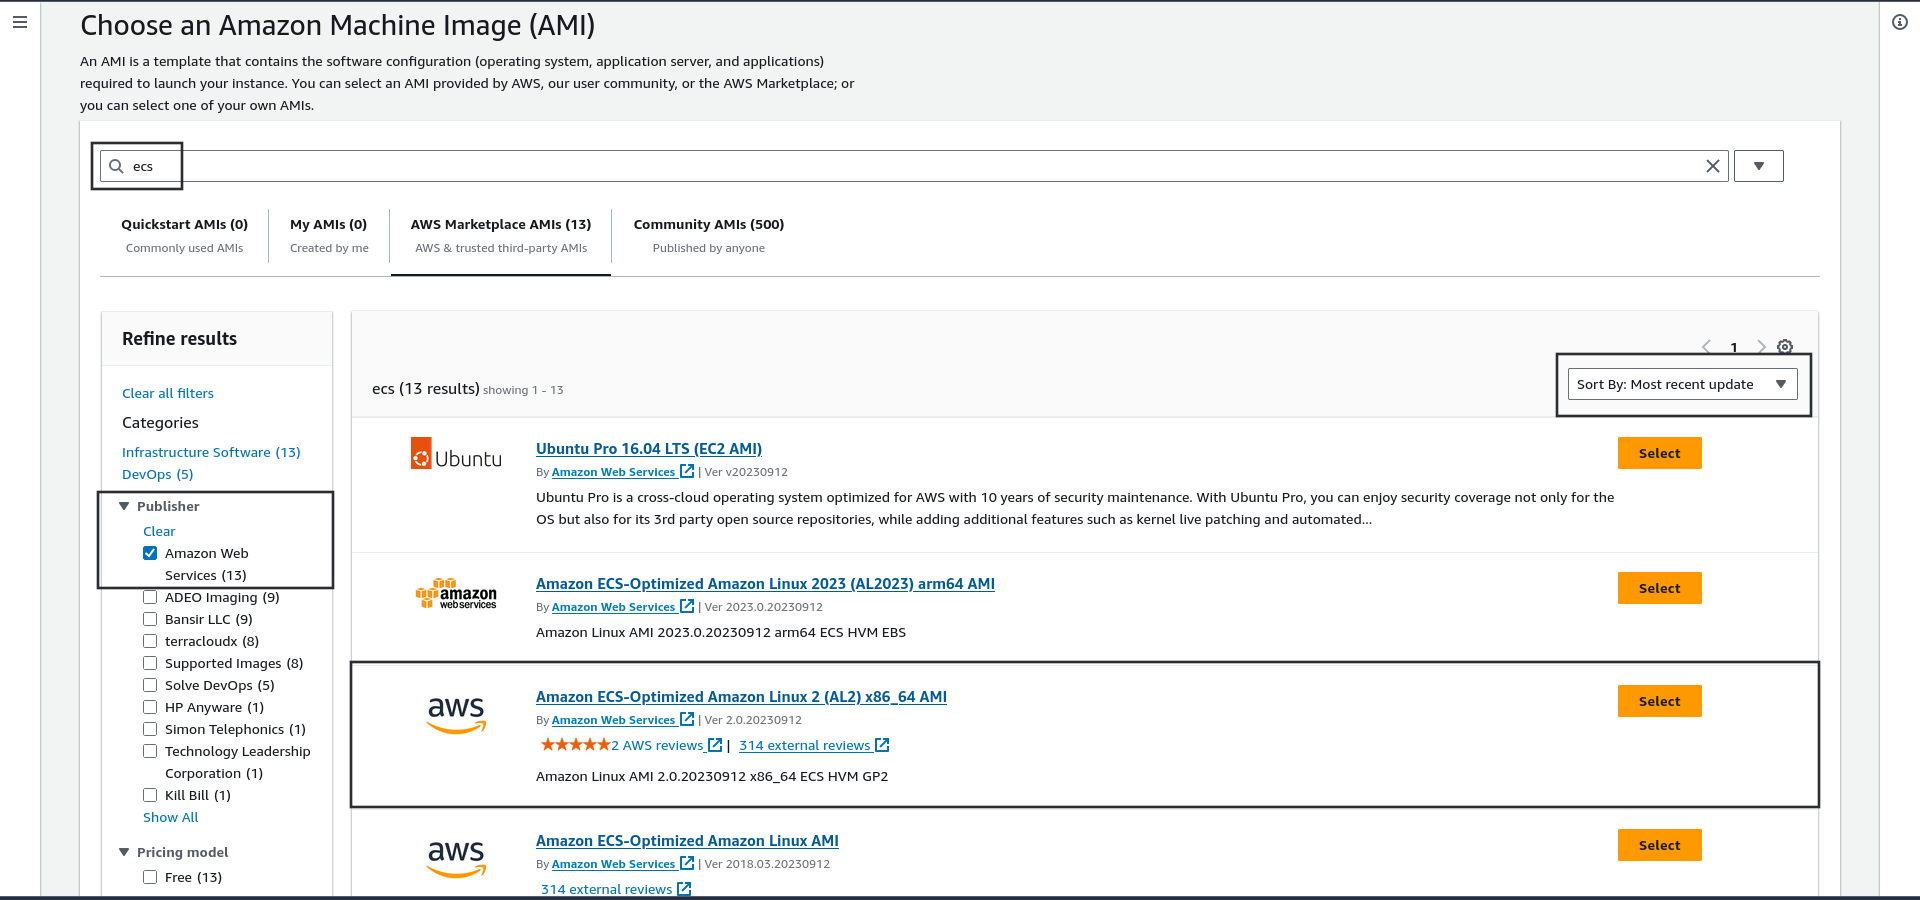 Choose an Amazon Machine Image (AMI)
An AMI is a template that contains the software configuration (operating system, application server, and applications)
required to launch your instance. You can select an AMI provided by AWS, our user community, or the AWS Marketplace; or
you can select one of your own AMIs.
ecs
Quickstart AMIs (0)
Commonly used AMIs
My AMIs (0)
Created by me
AWS Marketplace AMIs (13)
AWS & trusted third-party AMIs
Community AMIs (500)
Published by anyone
Refine results
Clear all filters
Categories
Infrastructure Software (13)
DevOps (5)
Publisher
Clear
Amazon Web
Services (13)
ADEO Imaging (9)
Bansir LLC (9)
terracloudx (8)
Supported Images (8)
Solve DevOps (5)
HP Anyware (1)
Simon Telephonics (1)
Technology Leadership
Corporation (1)
Kill Bill (1)
Show All
Pricing model
Free (13)
1
ecs (13 results) showing 1 - 13
Sort By: Most recent update
ubuntu
Ubuntu Pro 16.04 LTS (EC2 AMI)
By Amazon Web Services | Ver v20230912
Ubuntu Pro is a cross-cloud operating system optimized for AWS with 10 years of security maintenance. With Ubuntu Pro, you can enjoy security coverage not only for the
OS but also for its 3rd party open source repositories, while adding additional features such as kernel live patching and automated...
Select
amazon
webservices
Amazon ECS-Optimized Amazon Linux 2023 (AL2023) arm64 AMI
By Amazon Web Services | Ver 2023.0.20230912
Amazon Linux AMI 2023.0.20230912 arm64 ECS HVM EBS
Select
aws
Amazon ECS-Optimized Amazon Linux 2 (AL2) x86_64 AMI
By Amazon Web Services | Ver 2.0.20230912
★★★★★2 AWS reviews | 314 external reviews
Amazon Linux AMI 2.0.20230912 x86_64 ECS HVM GP2
Select
aws
Amazon ECS-Optimized Amazon Linux AMI
By Amazon Web Services | Ver 2018.03.20230912
314 external reviews
Select